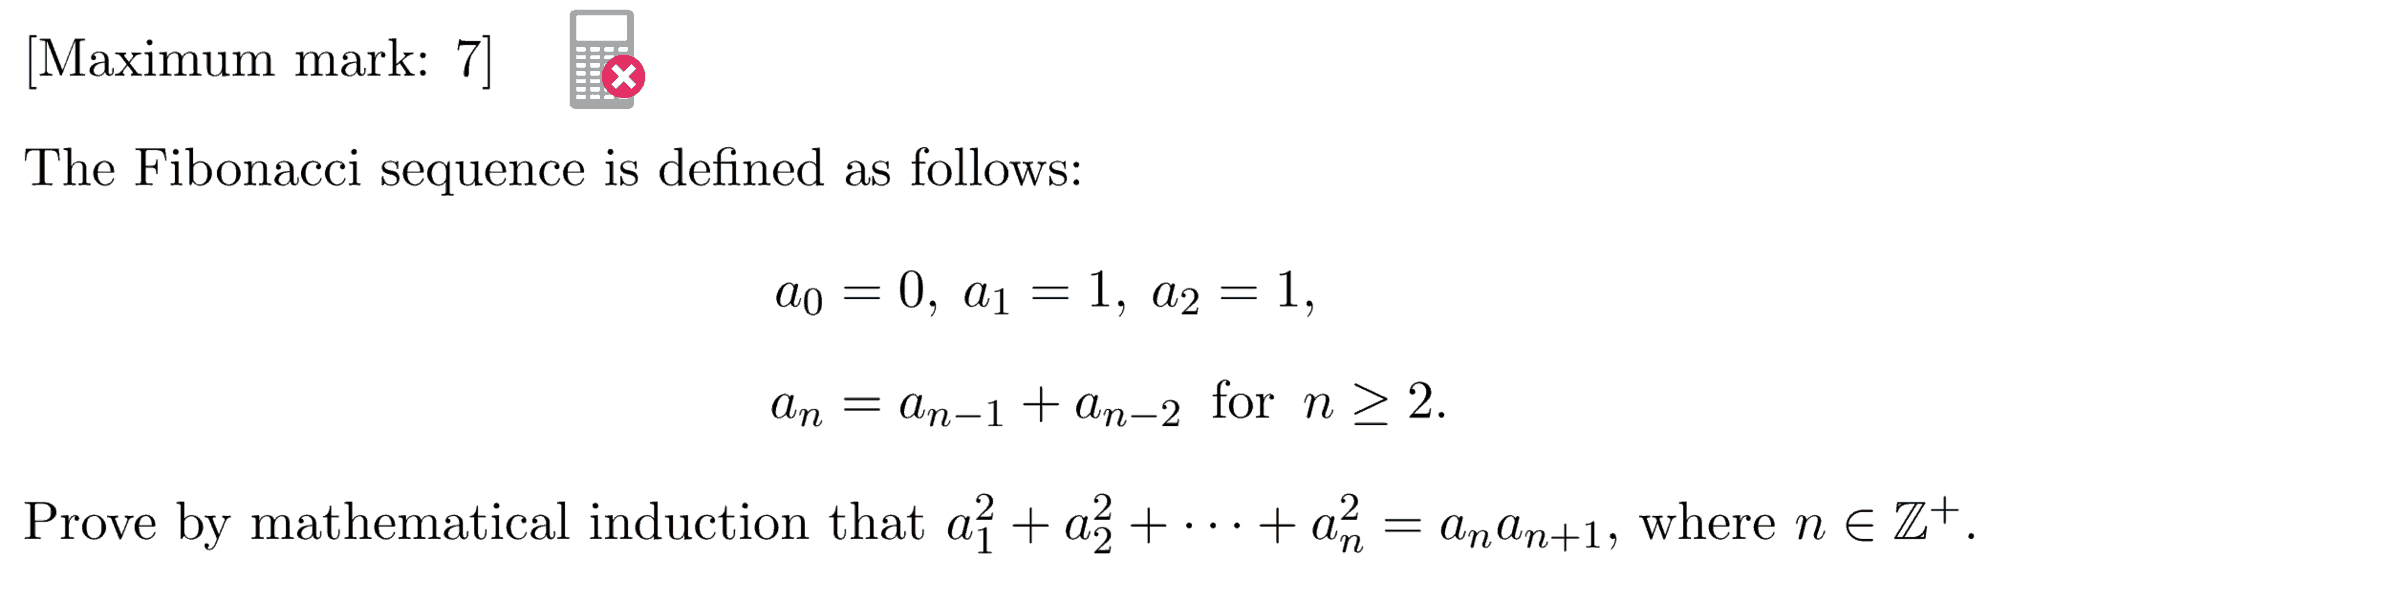 [Maximum mark: 7]
The Fibonacci sequence is defined as follows:
a₀ = 0, a₁ = 1, a₂ = 1,
aₙ = aₙ₋₁ + aₙ₋₂ for n ≥ 2.
Prove by mathematical induction that a₁² + a₂² + ··· + aₙ² = aₙaₙ₊₁, where n ∈ ℤ⁺.